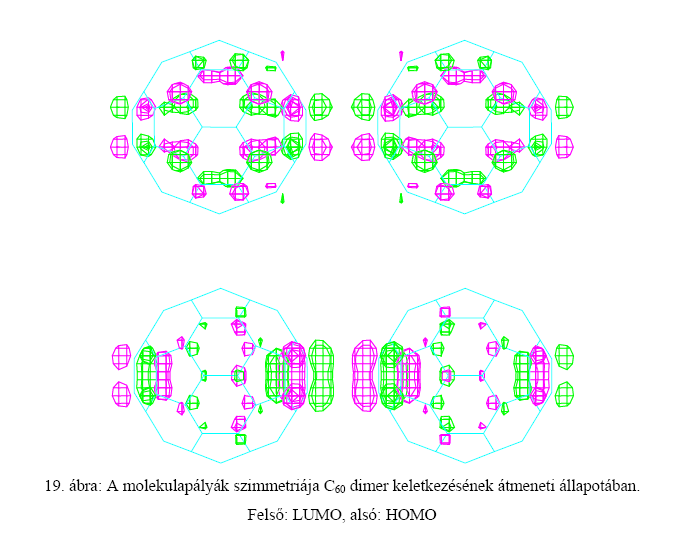 19. ábra: A molekulapályák szimmetriája C₆₀ dimer keletkezésének átmeneti állapotában.
Felső: LUMO, alsó: HOMO